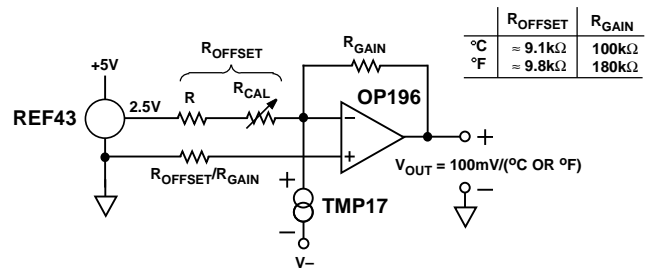 R_OFFSET R_GAIN
°C ≈ 9.1kΩ 100kΩ
°F ≈ 9.8kΩ 180kΩ
R_OFFSET
R_GAIN
+5V
R
R_CAL
OP196
REF43
2.5V
−
+
+
V_OUT = 100mV/(°C OR °F)
R_OFFSET/R_GAIN
+
−
TMP17
−
V−